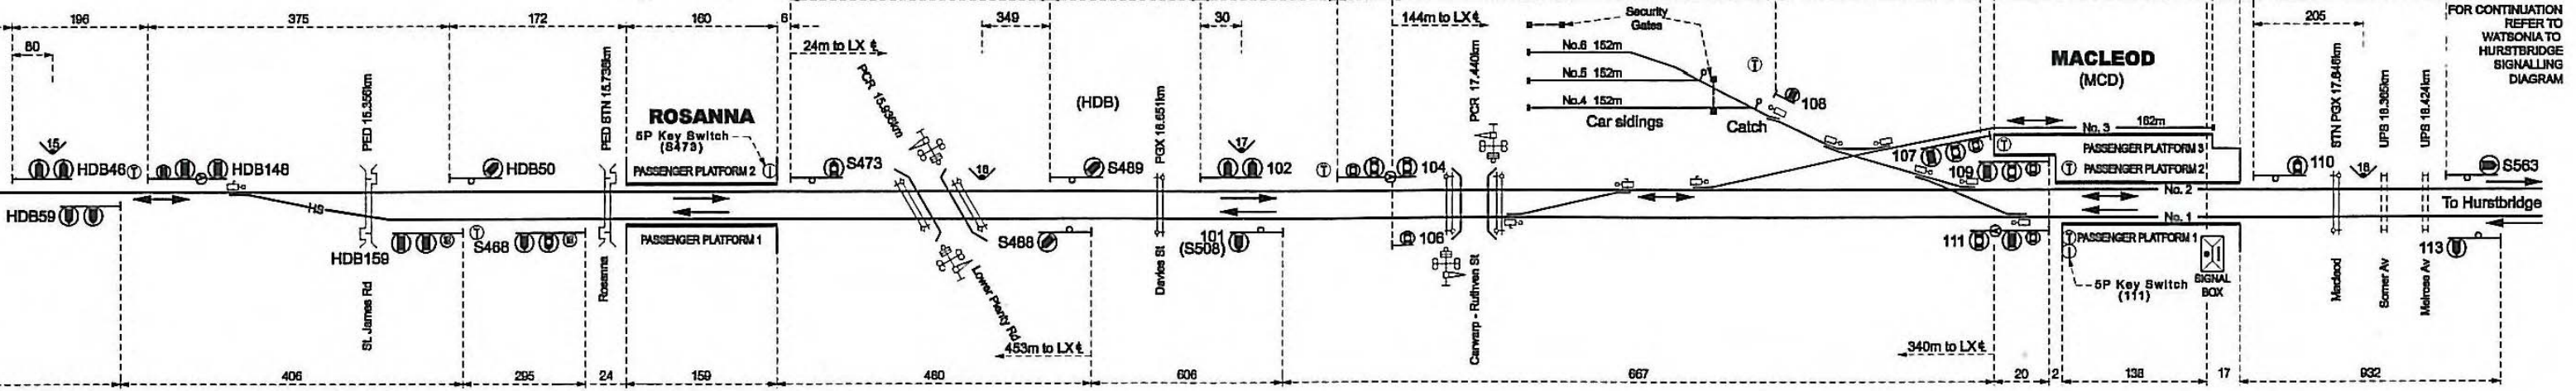 196
375
172
160
6
349
30
144m to LX ℄
205
FOR CONTINUATION
REFER TO
WATSONIA TO
HURSTBRIDGE
SIGNALLING
DIAGRAM
60
24m to LX ℄
PED 15.356km
PED STN 15.738km
PCR 15.936km
PGX 16.651km
PCR 17.440km
Security
Gates
No.6 152m
No.5 152m
No.4 152m
Car sidings
Catch
108
MACLEOD
(MCD)
STN PGX 17.846km
UPS 18.365km
UPS 18.424km
ROSANNA
5P Key Switch
(S473)
(HDB)
No. 3
162m
15
HDB46
HDB148
HDB50
PASSENGER PLATFORM 2
S473
16
S489
17
102
104
107
109
PASSENGER PLATFORM 3
PASSENGER PLATFORM 2
110
18
S563
HDB59
HS
No. 2
No. 1
To Hurstbridge
HDB159
S468
PASSENGER PLATFORM 1
S488
101
(S508)
106
111
PASSENGER PLATFORM 1
113
St. James Rd
Rosanna
Lower Plenty Rd
Davies St
Carwarp - Ruthven St
5P Key Switch
(111)
SIGNAL
BOX
Macleod
Somer Av
Melrose Av
453m to LX ℄
340m to LX ℄
406
295
24
159
480
606
667
20
2
138
17
932